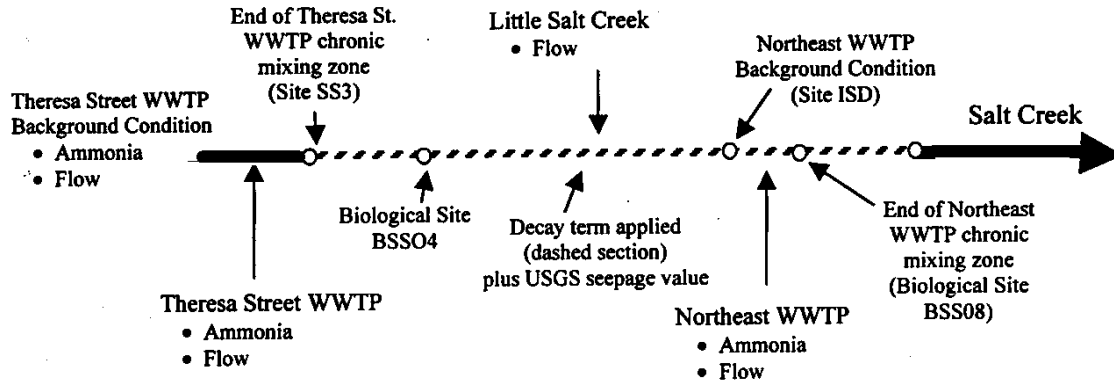 Theresa Street WWTP
Background Condition
• Ammonia
• Flow
End of Theresa St.
WWTP chronic
mixing zone
(Site SS3)
Theresa Street WWTP
• Ammonia
• Flow
Biological Site
BSSO4
Little Salt Creek
• Flow
Decay term applied
(dashed section)
plus USGS seepage value
Northeast WWTP
Background Condition
(Site ISD)
Northeast WWTP
• Ammonia
• Flow
End of Northeast
WWTP chronic
mixing zone
(Biological Site
BSS08)
Salt Creek